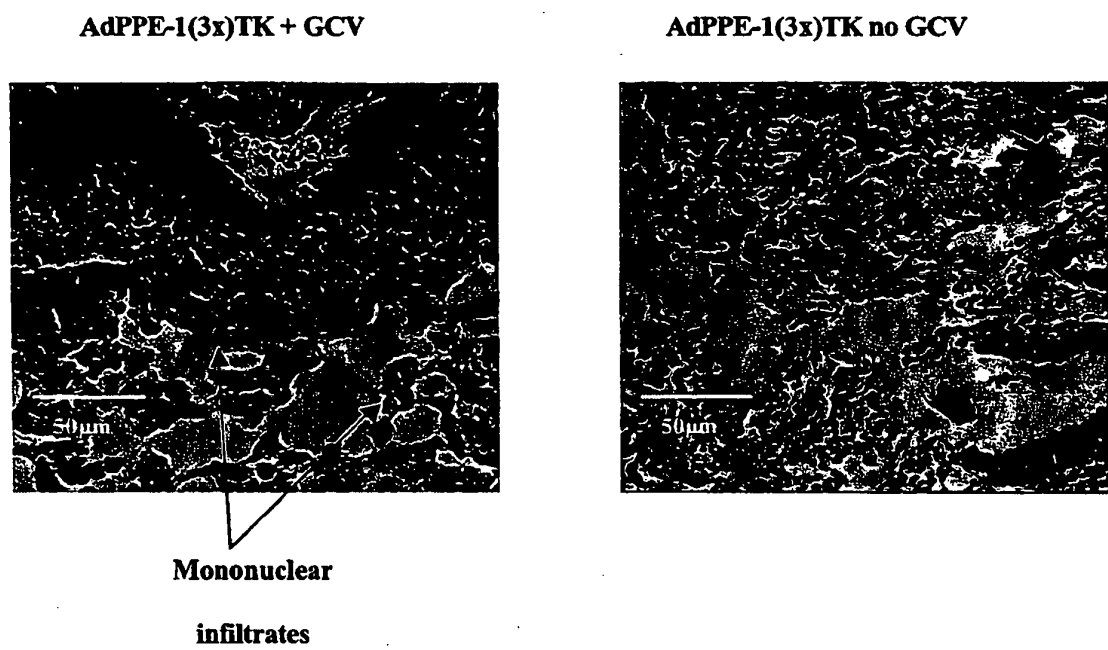 AdPPE-1(3x)TK + GCV
AdPPE-1(3x)TK no GCV
50μm
50μm
Mononuclear
infiltrates